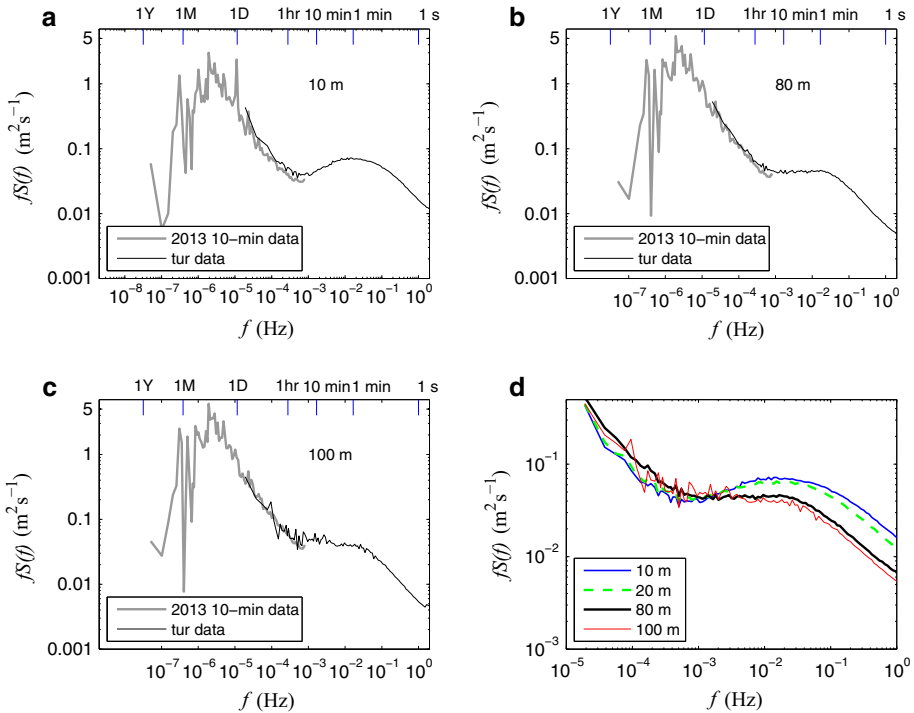 a
1Y 1M 1D 1hr 10 min 1 min 1 s
5
1
0.1
0.01
0.001
fS(f) (m²s⁻¹)
10 m
2013 10−min data
tur data
10⁻⁸ 10⁻⁷ 10⁻⁶ 10⁻⁵ 10⁻⁴ 10⁻³ 10⁻² 10⁻¹ 10⁰
f (Hz)
b
1Y 1M 1D 1hr 10 min 1 min 1 s
5
1
0.1
0.01
0.001
fS(f) (m²s⁻¹)
80 m
2013 10−min data
tur data
10⁻⁷ 10⁻⁶ 10⁻⁵ 10⁻⁴ 10⁻³ 10⁻² 10⁻¹ 10⁰
f (Hz)
c
1Y 1M 1D 1hr 10 min 1 min 1 s
5
1
0.1
0.01
0.001
fS(f) (m²s⁻¹)
100 m
2013 10−min data
tur data
10⁻⁷ 10⁻⁶ 10⁻⁵ 10⁻⁴ 10⁻³ 10⁻² 10⁻¹ 10⁰
f (Hz)
d
10⁻¹
10⁻²
10⁻³
fS(f) (m²s⁻¹)
10 m
20 m
80 m
100 m
10⁻⁵ 10⁻⁴ 10⁻³ 10⁻² 10⁻¹ 10⁰
f (Hz)